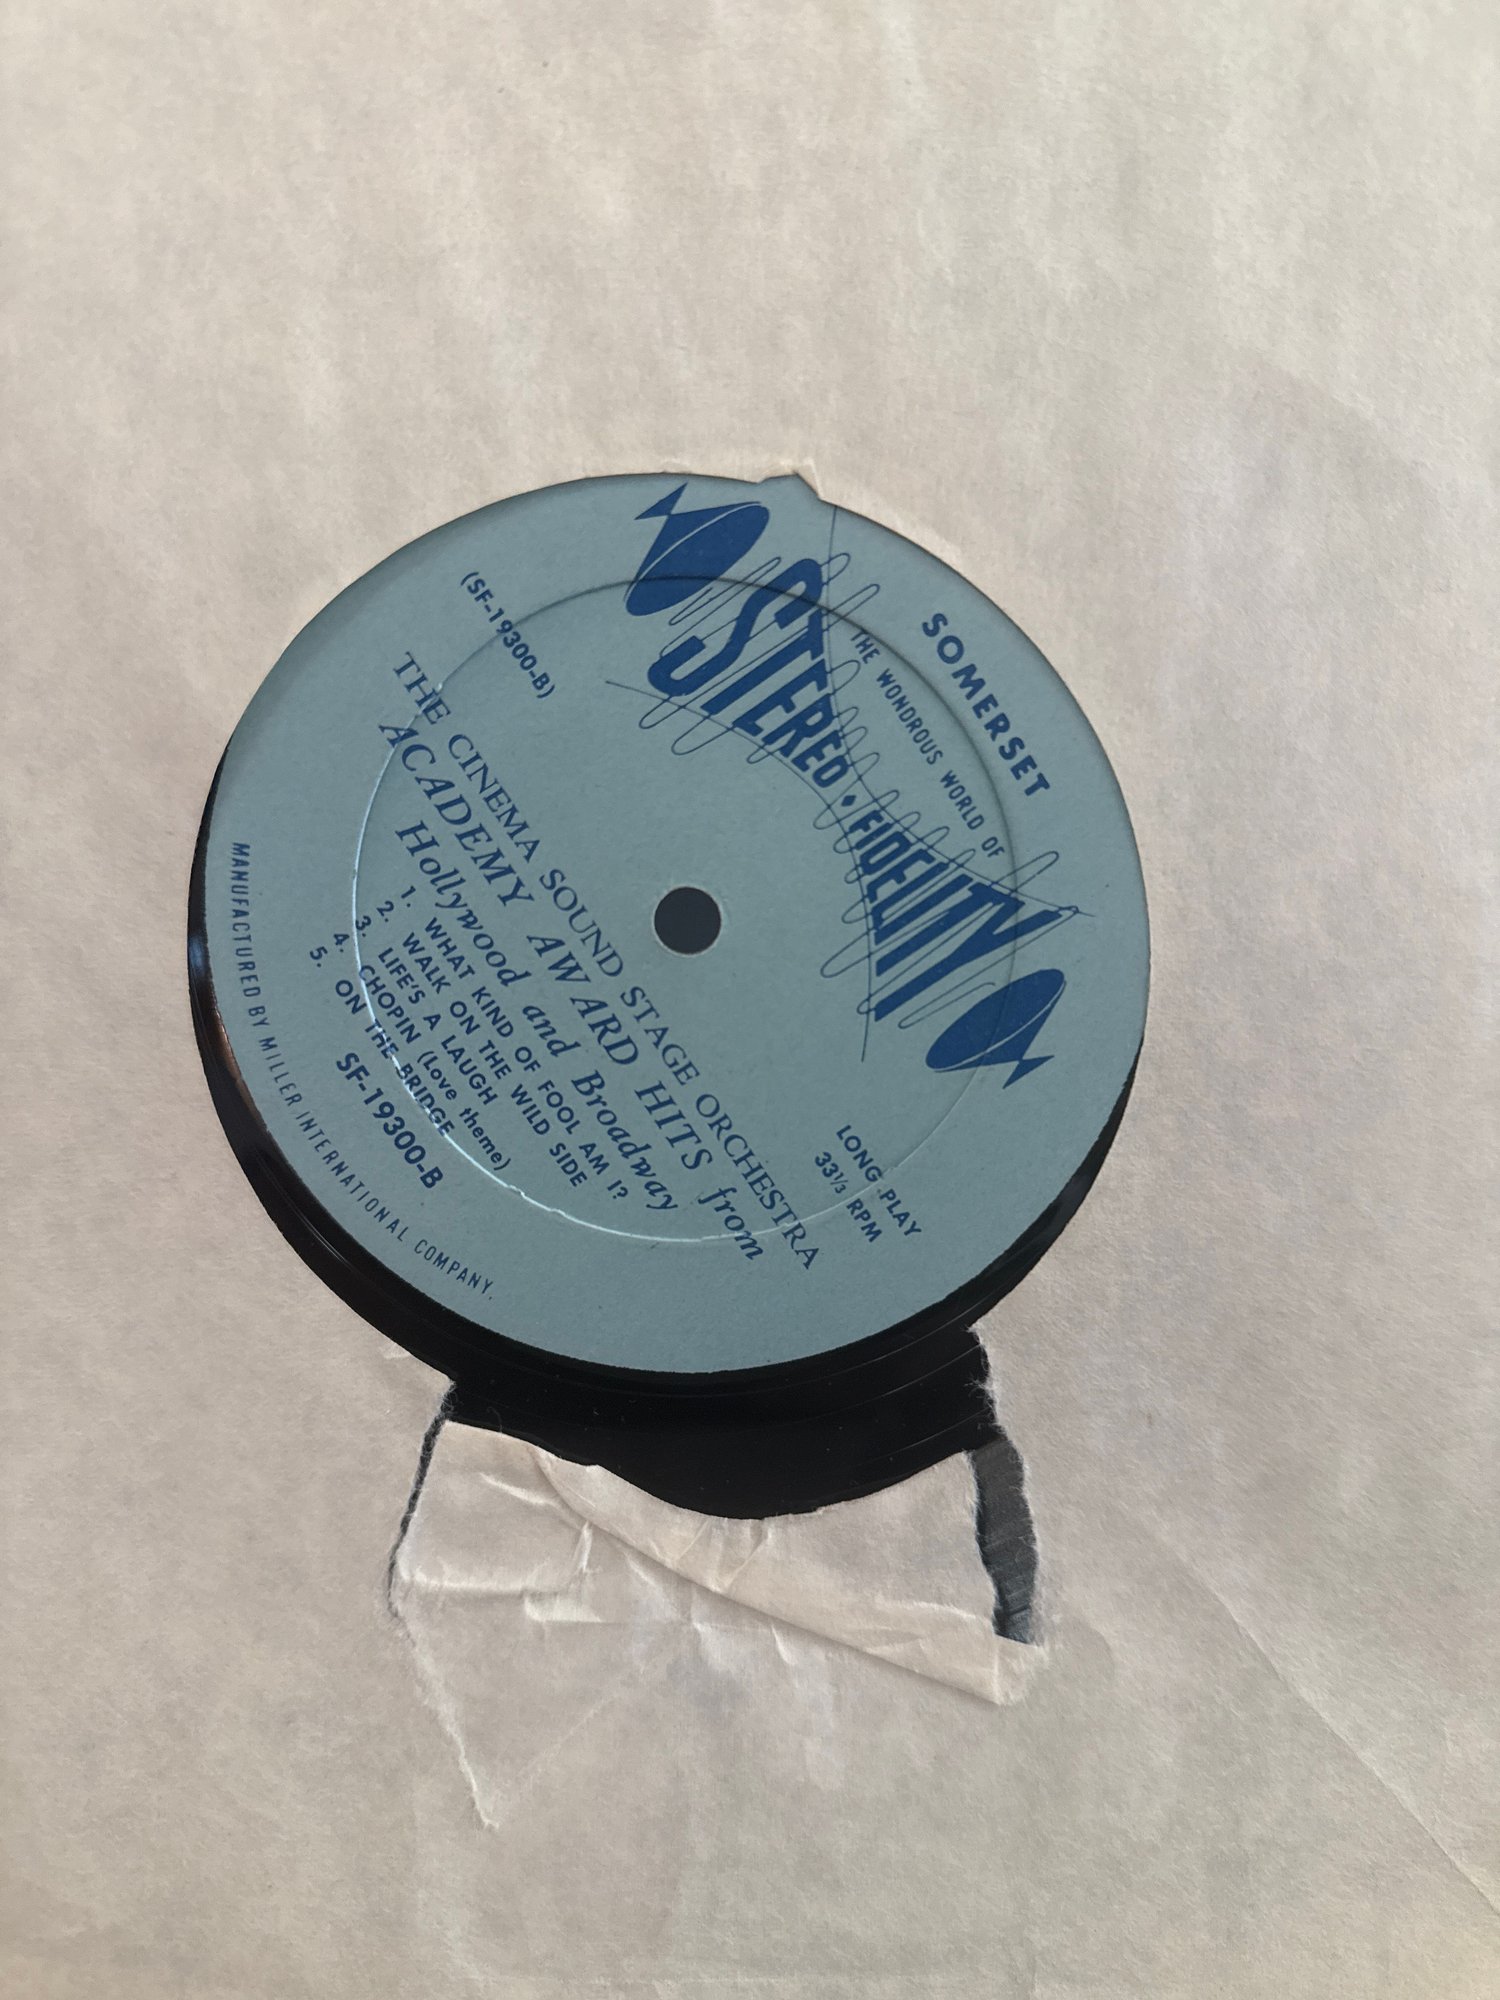 SOMERSET
THE WONDROUS WORLD OF
STEREO • FIDELITY
(SF-19300-B)
LONG PLAY
33⅓ RPM
THE CINEMA SOUND STAGE ORCHESTRA
ACADEMY AWARD HITS from
Hollywood and Broadway
1. WHAT KIND OF FOOL AM I?
2. WALK ON THE WILD SIDE
3. LIFE'S A LAUGH
4. CHOPIN (Love theme)
5. ON THE BRIDGE
SF-19300-B
MANUFACTURED BY MILLER INTERNATIONAL COMPANY.